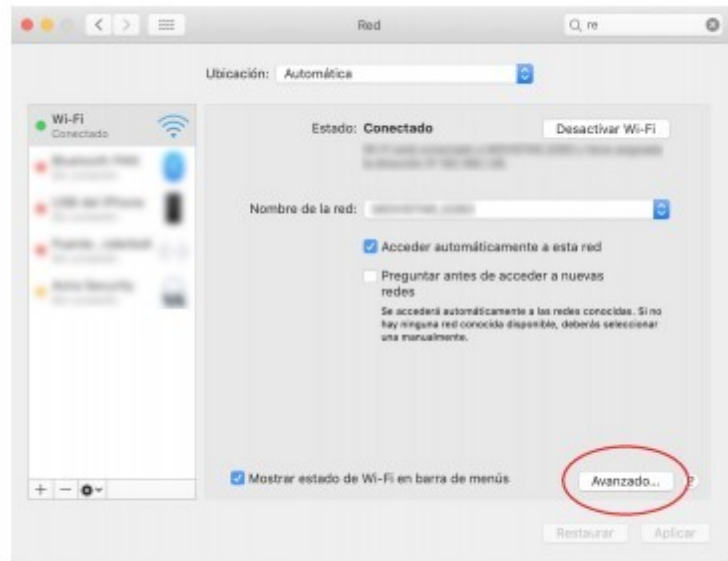 Red
re
Ubicación: Automática
Wi-Fi
Conectado
Estado: Conectado
Desactivar Wi-Fi
Nombre de la red:
Acceder automáticamente a esta red
Preguntar antes de acceder a nuevas
redes
Se accederá automáticamente a las redes conocidas. Si no
hay ninguna red conocida disponible, deberás seleccionar
una manualmente.
Mostrar estado de Wi-Fi en barra de menús
Avanzado...
?
Restaurar
Aplicar